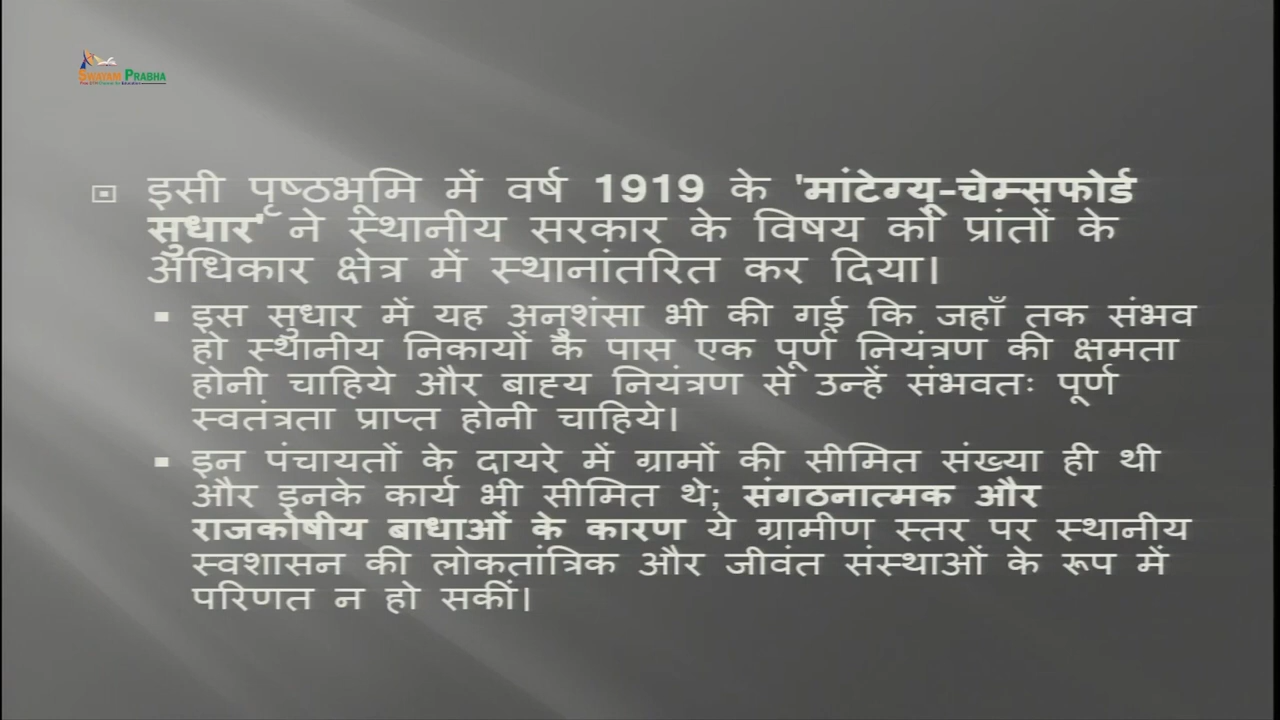 SWAYAM PRABHA
इसी पृष्ठभूमि में वर्ष 1919 के 'मांटेग्यू-चेम्सफोर्ड
सुधार' ने स्थानीय सरकार के विषय को प्रांतों के
अधिकार क्षेत्र में स्थानांतरित कर दिया।
इस सुधार में यह अनुशंसा भी की गई कि जहाँ तक संभव
हो स्थानीय निकायों के पास एक पूर्ण नियंत्रण की क्षमता
होनी चाहिये और बाह्य नियंत्रण से उन्हें संभवतः पूर्ण
स्वतंत्रता प्राप्त होनी चाहिये।
इन पंचायतों के दायरे में ग्रामों की सीमित संख्या ही थी
और इनके कार्य भी सीमित थे; संगठनात्मक और
राजकोषीय बाधाओं के कारण ये ग्रामीण स्तर पर स्थानीय
स्वशासन की लोकतांत्रिक और जीवंत संस्थाओं के रूप में
परिणत न हो सकीं।